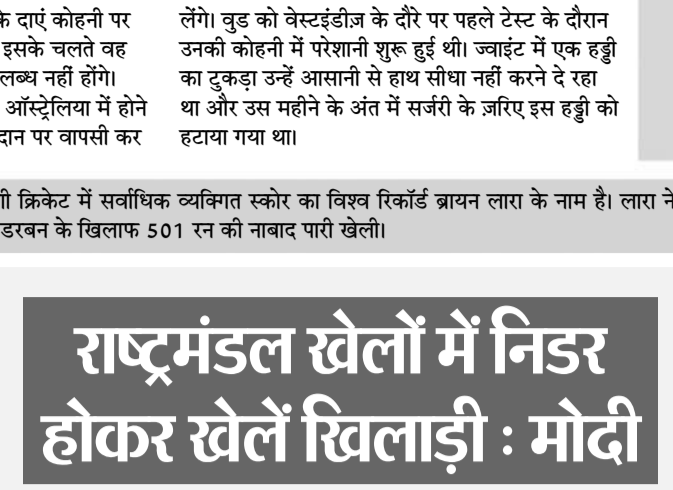 के दाएं कोहनी पर
इसके चलते वह
लब्ध नहीं होंगे।
ऑस्ट्रेलिया में होने
दान पर वापसी कर
लेंगे। वुड को वेस्टइंडीज़ के दौरे पर पहले टेस्ट के दौरान
उनकी कोहनी में परेशानी शुरू हुई थी। ज्वाइंट में एक हड्डी
का टुकड़ा उन्हें आसानी से हाथ सीधा नहीं करने दे रहा
था और उस महीने के अंत में सर्जरी के ज़रिए इस हड्डी को
हटाया गया था।
क्रिकेट में सर्वाधिक व्यक्गित स्कोर का विश्व रिकॉर्ड ब्रायन लारा के नाम है। लारा ने
डरबन के खिलाफ 501 रन की नाबाद पारी खेली।
राष्ट्रमंडल खेलों में निडर
होकर खेलें खिलाड़ी : मोदी